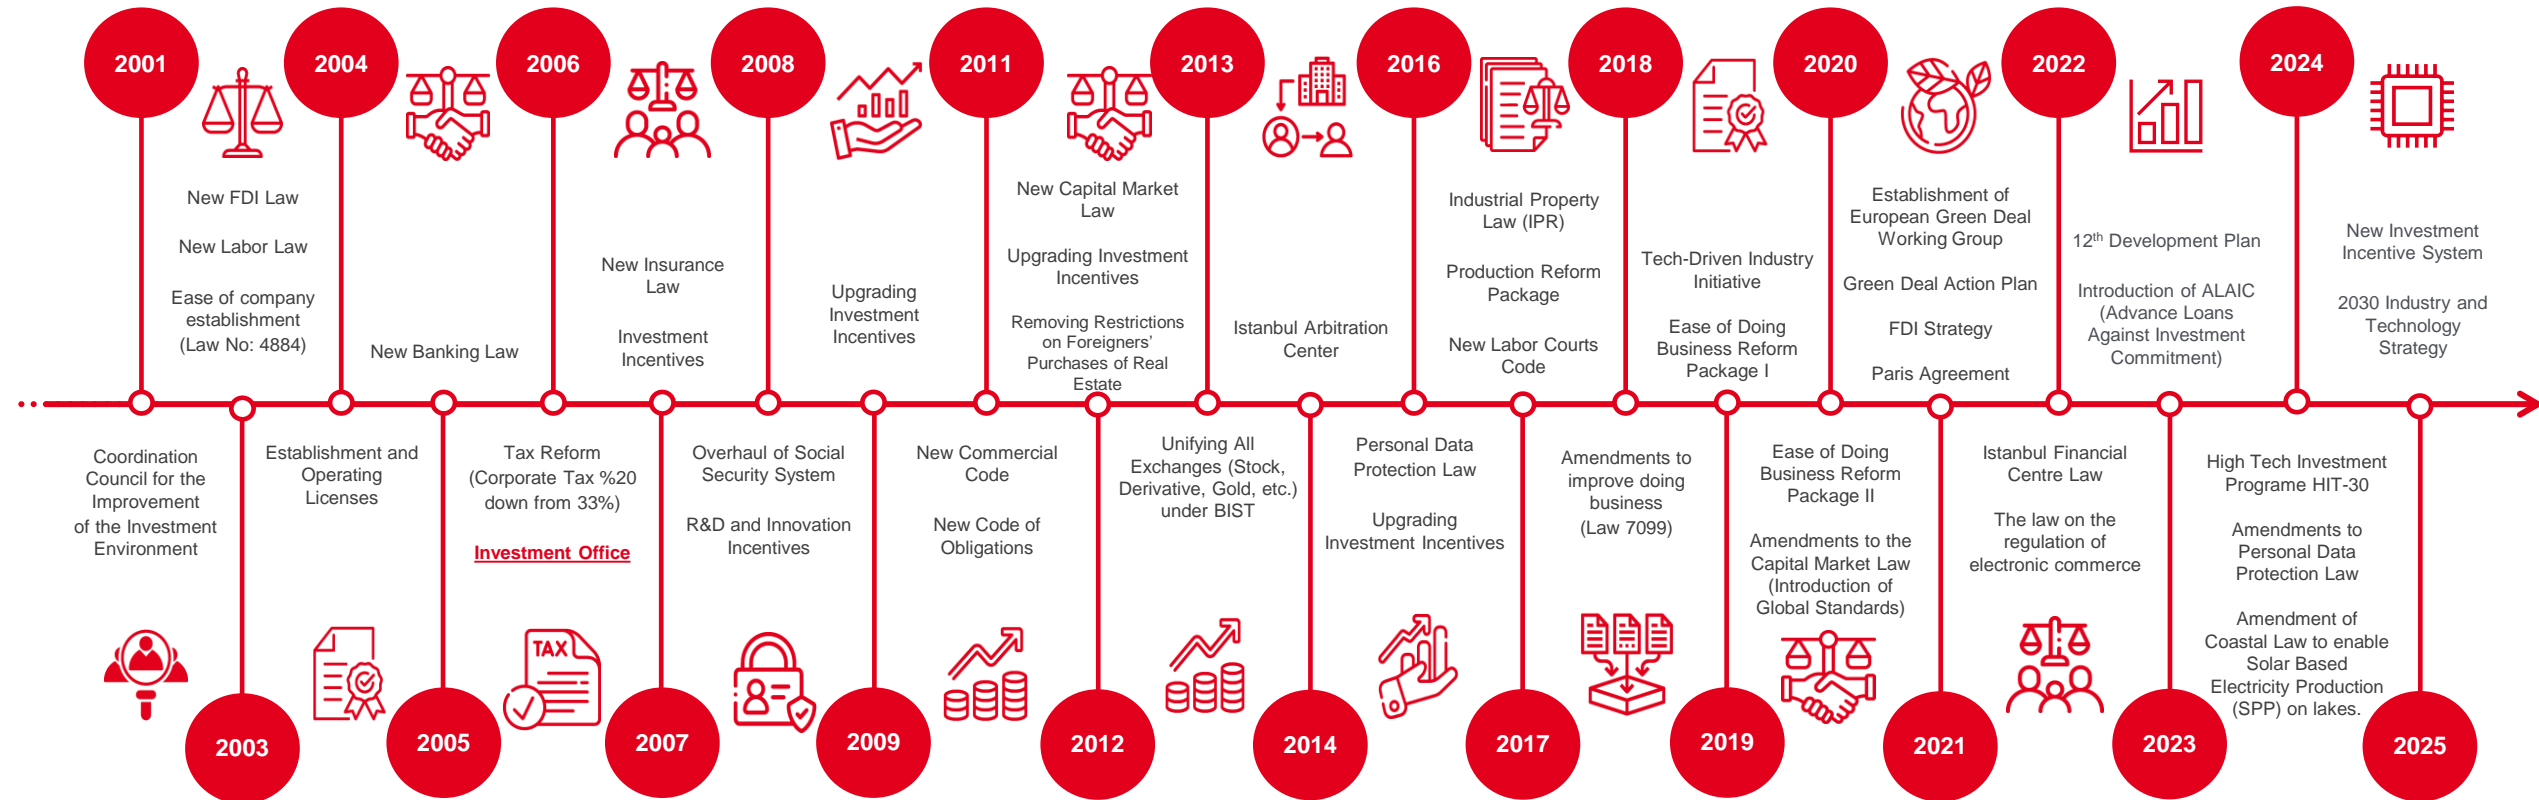 2001
2004
2006
2008
2011
2013
2016
2018
2020
2022
2024
New FDI Law
New Labor Law
Ease of company
establishment
(Law No: 4884)
New Banking Law
New Insurance
Law
Investment
Incentives
Upgrading
Investment
Incentives
New Capital Market
Law
Upgrading Investment
Incentives
Removing Restrictions
on Foreigners’
Purchases of Real
Estate
Istanbul Arbitration
Center
Industrial Property
Law (IPR)
Production Reform
Package
New Labor Courts
Code
Tech-Driven Industry
Initiative
Ease of Doing
Business Reform
Package I
Establishment of
European Green Deal
Working Group
Green Deal Action Plan
FDI Strategy
Paris Agreement
12th Development Plan
Introduction of ALAIC
(Advance Loans
Against Investment
Commitment)
New Investment
Incentive System
2030 Industry and
Technology
Strategy
Coordination
Council for the
Improvement
of the Investment
Environment
Establishment and
Operating
Licenses
Tax Reform
(Corporate Tax %20
down from 33%)
Investment Office
TAX
Overhaul of Social
Security System
R&D and Innovation
Incentives
New Commercial
Code
New Code of
Obligations
Unifying All
Exchanges (Stock,
Derivative, Gold, etc.)
under BIST
Personal Data
Protection Law
Upgrading
Investment Incentives
Amendments to
improve doing
business
(Law 7099)
Ease of Doing
Business Reform
Package II
Amendments to the
Capital Market Law
(Introduction of
Global Standards)
Istanbul Financial
Centre Law
The law on the
regulation of
electronic commerce
High Tech Investment
Programe HIT-30
Amendments to
Personal Data
Protection Law
Amendment of
Coastal Law to enable
Solar Based
Electricity Production
(SPP) on lakes.
2003
2005
2007
2009
2012
2014
2017
2019
2021
2023
2025